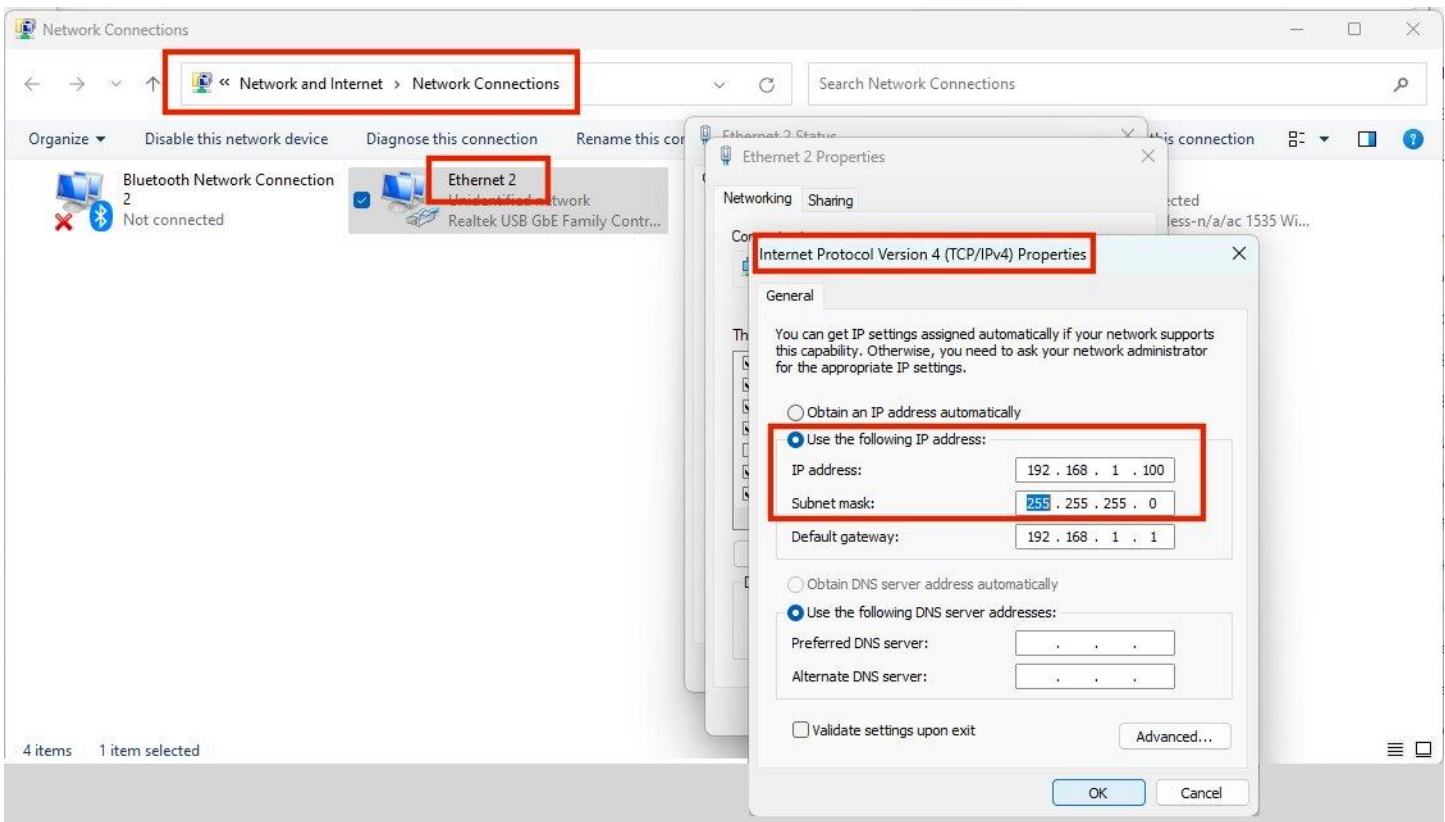 Network Connections
« Network and Internet > Network Connections
Search Network Connections
Organize
Disable this network device
Diagnose this connection
Rename this cor
this connection
Bluetooth Network Connection
2
Not connected
Ethernet 2
Unidentified network
Realtek USB GbE Family Contr...
ected
less-n/a/ac 1535 Wi...
Ethernet 2 Status
Ethernet 2 Properties
Networking
Sharing
Internet Protocol Version 4 (TCP/IPv4) Properties
General
You can get IP settings assigned automatically if your network supports
this capability. Otherwise, you need to ask your network administrator
for the appropriate IP settings.
Obtain an IP address automatically
Use the following IP address:
IP address: 192 . 168 . 1 . 100
Subnet mask: 255 . 255 . 255 . 0
Default gateway: 192 . 168 . 1 . 1
Obtain DNS server address automatically
Use the following DNS server addresses:
Preferred DNS server: . . .
Alternate DNS server: . . .
Validate settings upon exit
Advanced...
OK
Cancel
4 items
1 item selected